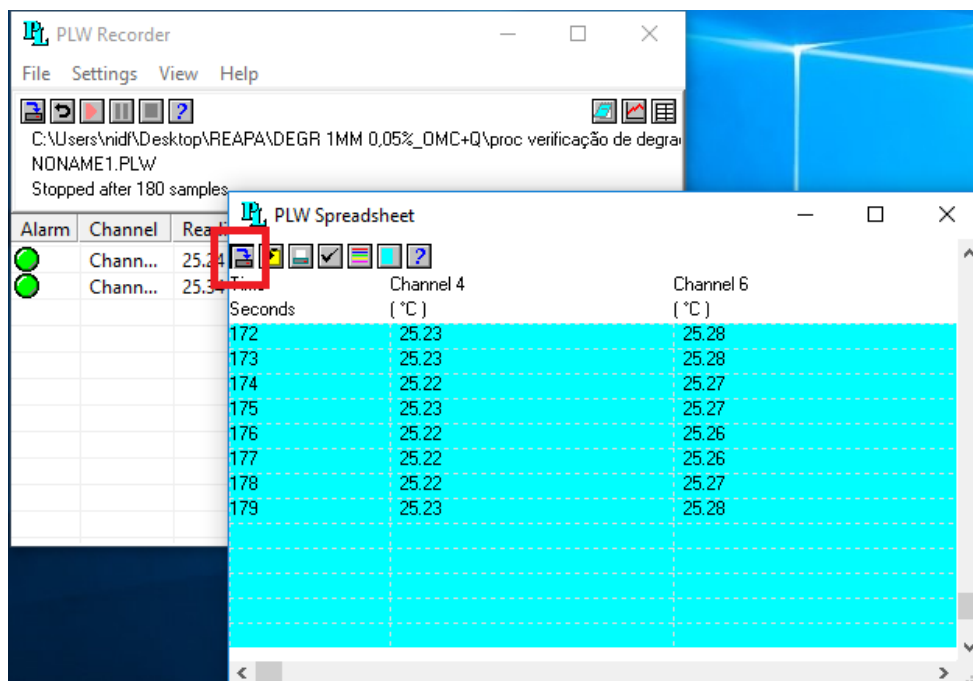 PLW Recorder
File Settings View Help
C:\Users\nidf\Desktop\REAPA\DEGR 1MM 0,05%_OMC+Q\proc verificação de degra
NONAME1.PLW
Stopped after 180 samples
Alarm Channel
Chann... 25.24
Chann... 25.34
PLW Spreadsheet
Time Channel 4 Channel 6
Seconds (°C) (°C)
172 25.23 25.28
173 25.23 25.28
174 25.22 25.27
175 25.23 25.27
176 25.22 25.26
177 25.22 25.26
178 25.22 25.27
179 25.23 25.28